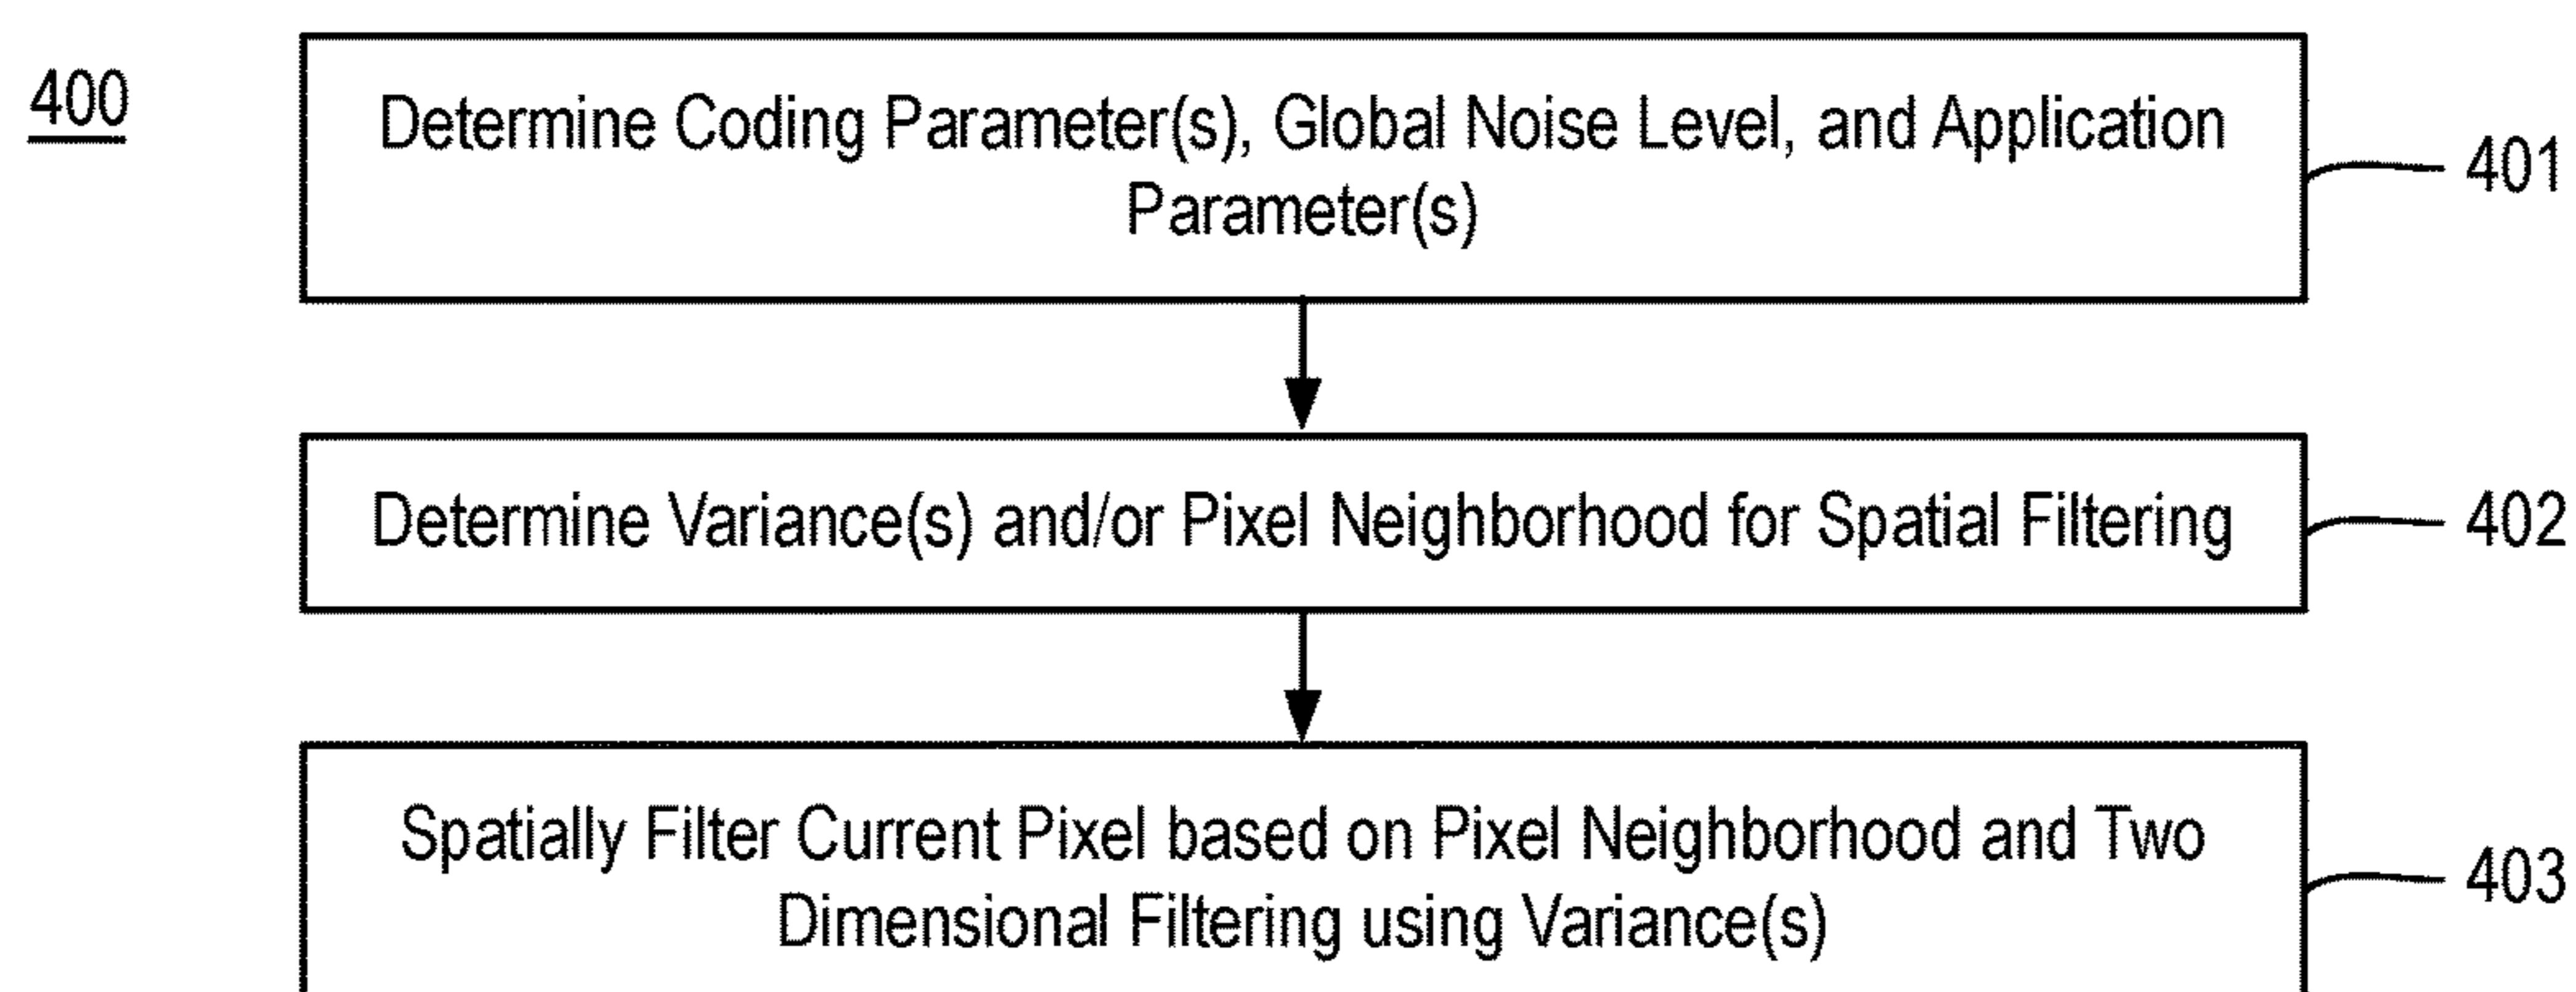 400
Determine Coding Parameter(s), Global Noise Level, and Application
Parameter(s)
401
Determine Variance(s) and/or Pixel Neighborhood for Spatial Filtering
402
Spatially Filter Current Pixel based on Pixel Neighborhood and Two
Dimensional Filtering using Variance(s)
403